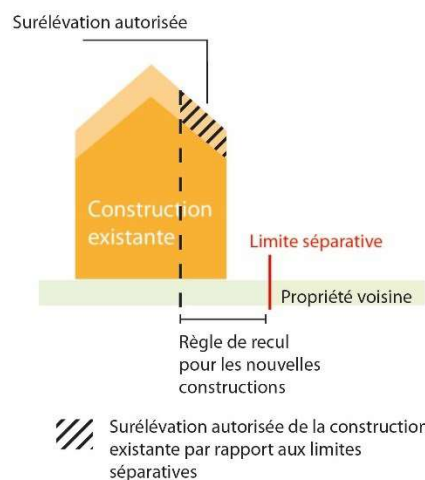 Surélévation autorisée
Construction
existante
Limite séparative
Propriété voisine
Règle de recul
pour les nouvelles
constructions
Surélévation autorisée de la construction
existante par rapport aux limites
séparatives